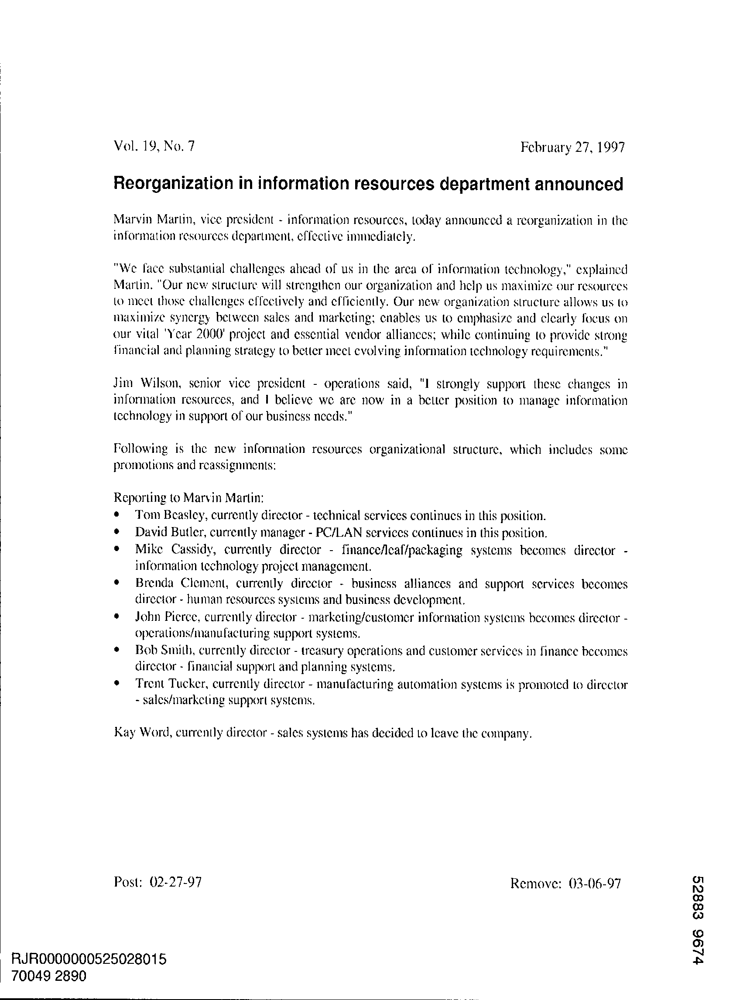 Vol. 19, No. 7
February 27, 1997
Reorganization in information resources department announced
Marvin Martin, vice president - information resources, today announced a reorganization in the
information resources department, effective immediately.
"We face substantial challenges ahead of us in the area of information technology," explained
Martin. "Our new structure will strengthen our organization and help us maximize our resources
to meet those challenges effectively and efficiently. Our new organization structure allows us to
maximize synergy between sales and marketing; enables us to emphasize and clearly focus on
our vital 'Year 2000' project and essential vendor alliances; while continuing to provide strong
financial and planning strategy to better meet evolving information technology requirements."
Jim Wilson, senior vice president - operations said, "I strongly support these changes in
information resources, and I believe we are now in a better position to manage information
technology in support of our business needs."
Following is the new information resources organizational structure, which includes some
promotions and reassignments:
Reporting to Marvin Martin:
• Tom Beasley, currently director - technical services continues in this position.
• David Butler, currently manager - PC/LAN services continues in this position.
• Mike Cassidy, currently director - finance/leaf/packaging systems becomes director -
information technology project management.
• Brenda Clement, currently director - business alliances and support services becomes
director - human resources systems and business development.
• John Pierce, currently director - marketing/customer information systems becomes director -
operations/manufacturing support systems.
• Bob Smith, currently director - treasury operations and customer services in finance becomes
director - financial support and planning systems.
• Trent Tucker, currently director - manufacturing automation systems is promoted to director
- sales/marketing support systems.
Kay Word, currently director - sales systems has decided to leave the company.
Post: 02-27-97
Remove: 03-06-97
52883 9674
RJR0000000525028015
70049 2890